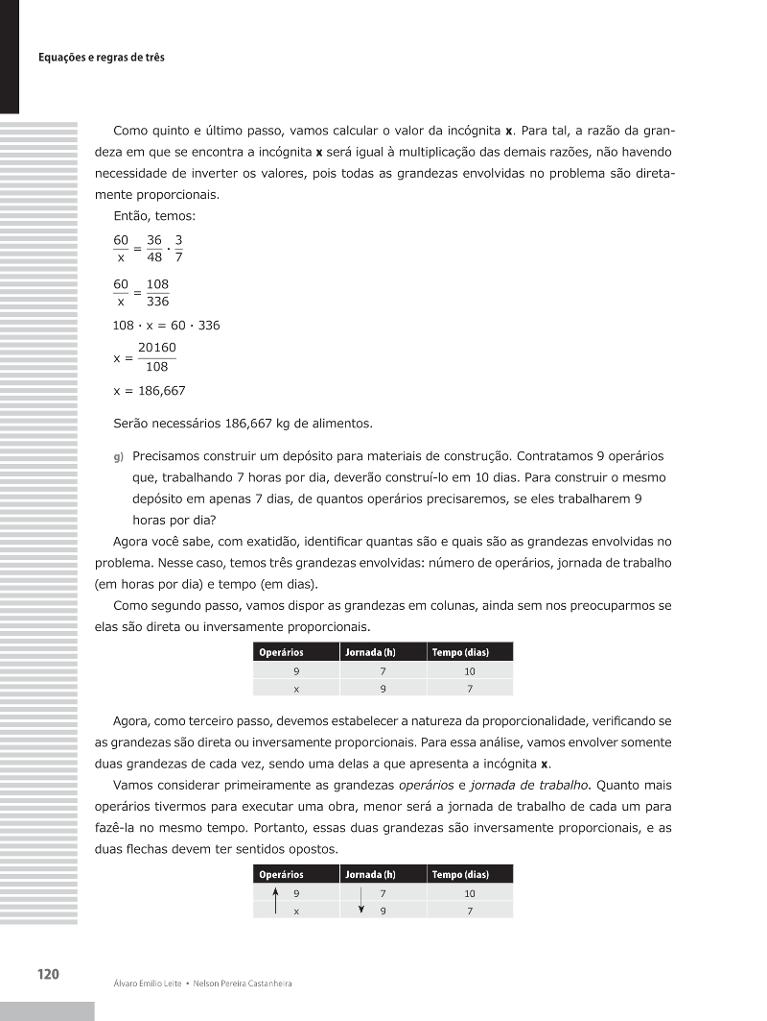 Equações e regras de três
Como quinto e último passo, vamos calcular o valor da incógnita x. Para tal, a razão da gran-
deza em que se encontra a incógnita x será igual à multiplicação das demais razões, não havendo
necessidade de inverter os valores, pois todas as grandezas envolvidas no problema são direta-
mente proporcionais.
Então, temos:
60/x = 36/48 · 3/7
60/x = 108/336
108 · x = 60 · 336
x = 20160/108
x = 186,667
Serão necessários 186,667 kg de alimentos.
g) Precisamos construir um depósito para materiais de construção. Contratamos 9 operários
que, trabalhando 7 horas por dia, deverão construí-lo em 10 dias. Para construir o mesmo
depósito em apenas 7 dias, de quantos operários precisaremos, se eles trabalharem 9
horas por dia?
Agora você sabe, com exatidão, identificar quantas são e quais são as grandezas envolvidas no
problema. Nesse caso, temos três grandezas envolvidas: número de operários, jornada de trabalho
(em horas por dia) e tempo (em dias).
Como segundo passo, vamos dispor as grandezas em colunas, ainda sem nos preocuparmos se
elas são direta ou inversamente proporcionais.
Operários Jornada (h) Tempo (dias)
9 7 10
x 9 7
Agora, como terceiro passo, devemos estabelecer a natureza da proporcionalidade, verificando se
as grandezas são direta ou inversamente proporcionais. Para essa análise, vamos envolver somente
duas grandezas de cada vez, sendo uma delas a que apresenta a incógnita x.
Vamos considerar primeiramente as grandezas operários e jornada de trabalho. Quanto mais
operários tivermos para executar uma obra, menor será a jornada de trabalho de cada um para
fazê-la no mesmo tempo. Portanto, essas duas grandezas são inversamente proporcionais, e as
duas flechas devem ter sentidos opostos.
Operários Jornada (h) Tempo (dias)
9 7 10
x 9 7
120
Álvaro Emílio Leite • Nelson Pereira Castanheira